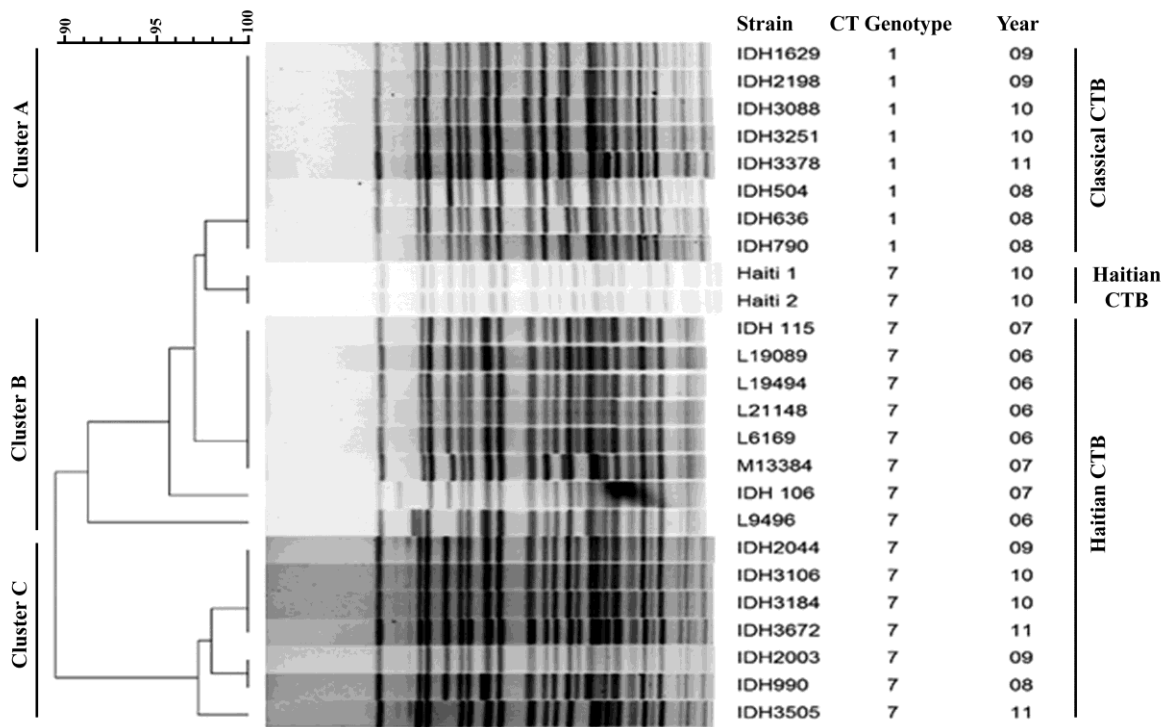 90 95 100
Strain CT Genotype Year
IDH1629 1 09
IDH2198 1 09
IDH3088 1 10
IDH3251 1 10
IDH3378 1 11
IDH504 1 08
IDH636 1 08
IDH790 1 08
Haiti 1 7 10
Haiti 2 7 10
IDH 115 7 07
L19089 7 06
L19494 7 06
L21148 7 06
L6169 7 06
M13384 7 07
IDH 106 7 07
L9496 7 06
IDH2044 7 09
IDH3106 7 10
IDH3184 7 10
IDH3672 7 11
IDH2003 7 09
IDH990 7 08
IDH3505 7 11
Cluster A
Cluster B
Cluster C
Classical CTB
Haitian
CTB
Haitian CTB